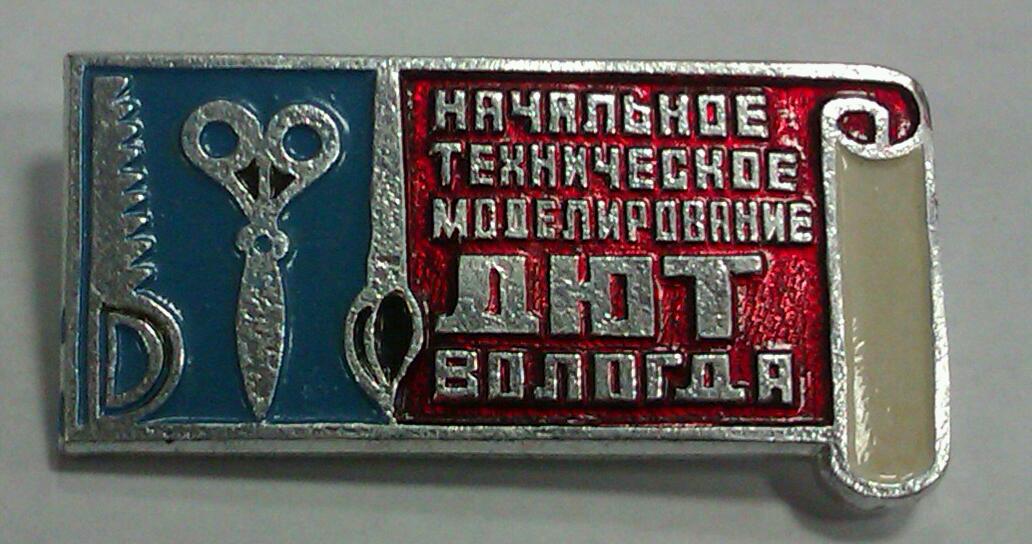 НАЧАЛЬНОЕ
ТЕХНИЧЕСКОЕ
МОДЕЛИРОВАНИЕ
ДЮТ
ВОЛОГДА